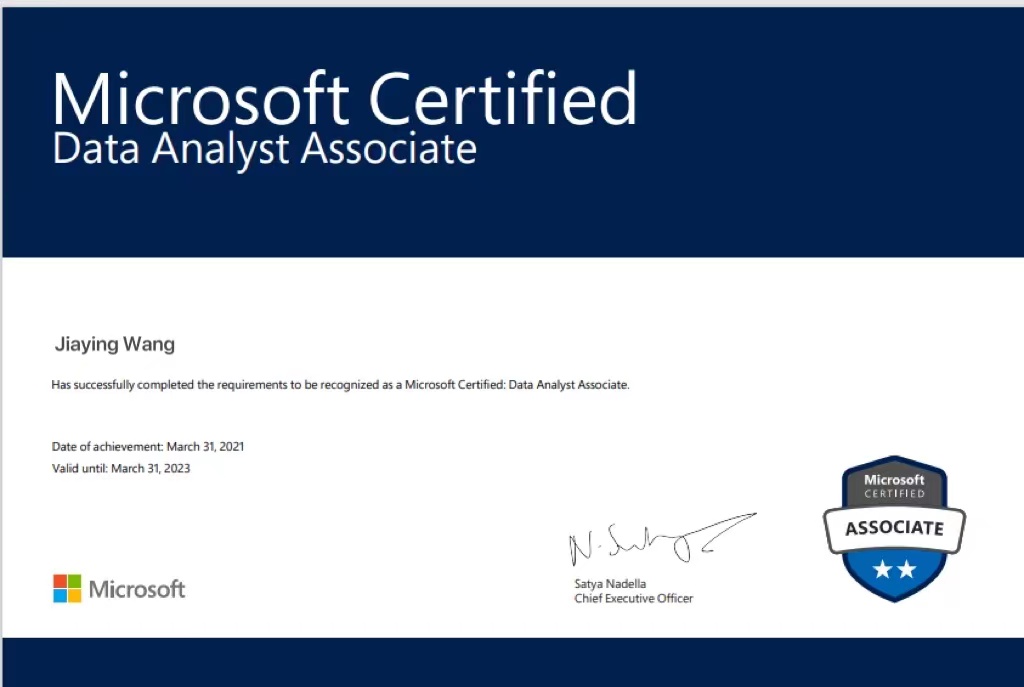 Microsoft Certified
Data Analyst Associate
Jiaying Wang
Has successfully completed the requirements to be recognized as a Microsoft Certified: Data Analyst Associate.
Date of achievement: March 31, 2021
Valid until: March 31, 2023
Microsoft
CERTIFIED
ASSOCIATE
Satya Nadella
Chief Executive Officer
Microsoft